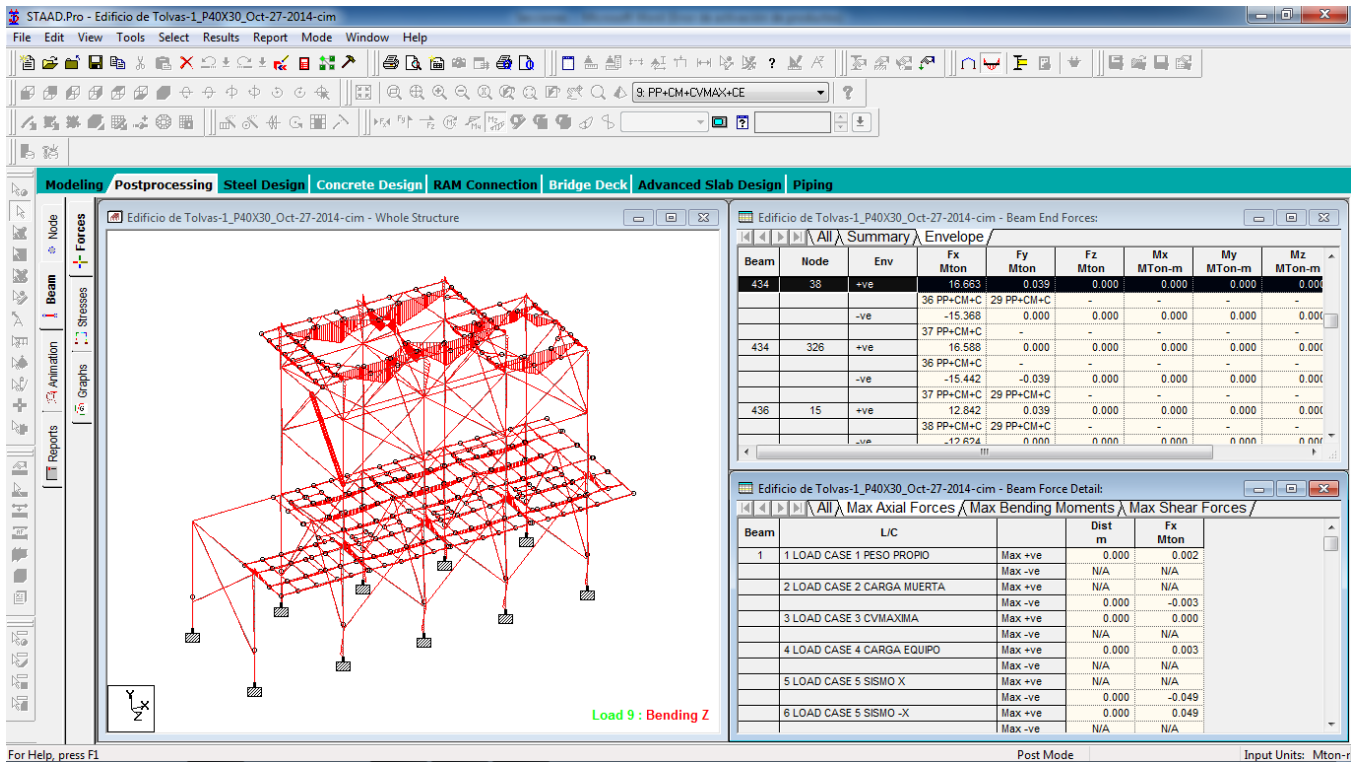 STAAD.Pro - Edificio de Tolvas-1_P40X30_Oct-27-2014-cim
File Edit View Tools Select Results Report Mode Window Help
9: PP+CM+CVMAX+CE
Modeling Postprocessing Steel Design Concrete Design RAM Connection Bridge Deck Advanced Slab Design Piping
Node
Beam
Animation
Reports
Forces
Stresses
Graphs
Edificio de Tolvas-1_P40X30_Oct-27-2014-cim - Whole Structure
Y
X
Z
Load 9 : Bending Z
Edificio de Tolvas-1_P40X30_Oct-27-2014-cim - Beam End Forces:
All Summary Envelope
Beam Node Env Fx Mton Fy Mton Fz Mton Mx MTon-m My MTon-m Mz MTon-m
434 38 +ve 16.663 0.039 0.000 0.000 0.000 0.000
36 PP+CM+C 29 PP+CM+C - - - -
-ve -15.368 0.000 0.000 0.000 0.000 0.000
37 PP+CM+C - - - - -
434 326 +ve 16.588 0.000 0.000 0.000 0.000 0.000
36 PP+CM+C - - - - -
-ve -15.442 -0.039 0.000 0.000 0.000 0.000
37 PP+CM+C 29 PP+CM+C - - - -
436 15 +ve 12.842 0.039 0.000 0.000 0.000 0.000
38 PP+CM+C 29 PP+CM+C - - - -
-ve -12.624 0.000 0.000 0.000 0.000 0.000
Edificio de Tolvas-1_P40X30_Oct-27-2014-cim - Beam Force Detail:
All Max Axial Forces Max Bending Moments Max Shear Forces
Beam L/C Dist m Fx Mton
1 1 LOAD CASE 1 PESO PROPIO Max +ve 0.000 0.002
Max -ve N/A N/A
2 LOAD CASE 2 CARGA MUERTA Max +ve N/A N/A
Max -ve 0.000 -0.003
3 LOAD CASE 3 CVMAXIMA Max +ve 0.000 0.000
Max -ve N/A N/A
4 LOAD CASE 4 CARGA EQUIPO Max +ve 0.000 0.003
Max -ve N/A N/A
5 LOAD CASE 5 SISMO X Max +ve N/A N/A
Max -ve 0.000 -0.049
6 LOAD CASE 5 SISMO -X Max +ve 0.000 0.049
Max -ve N/A N/A
For Help, press F1
Post Mode
Input Units: Mton-